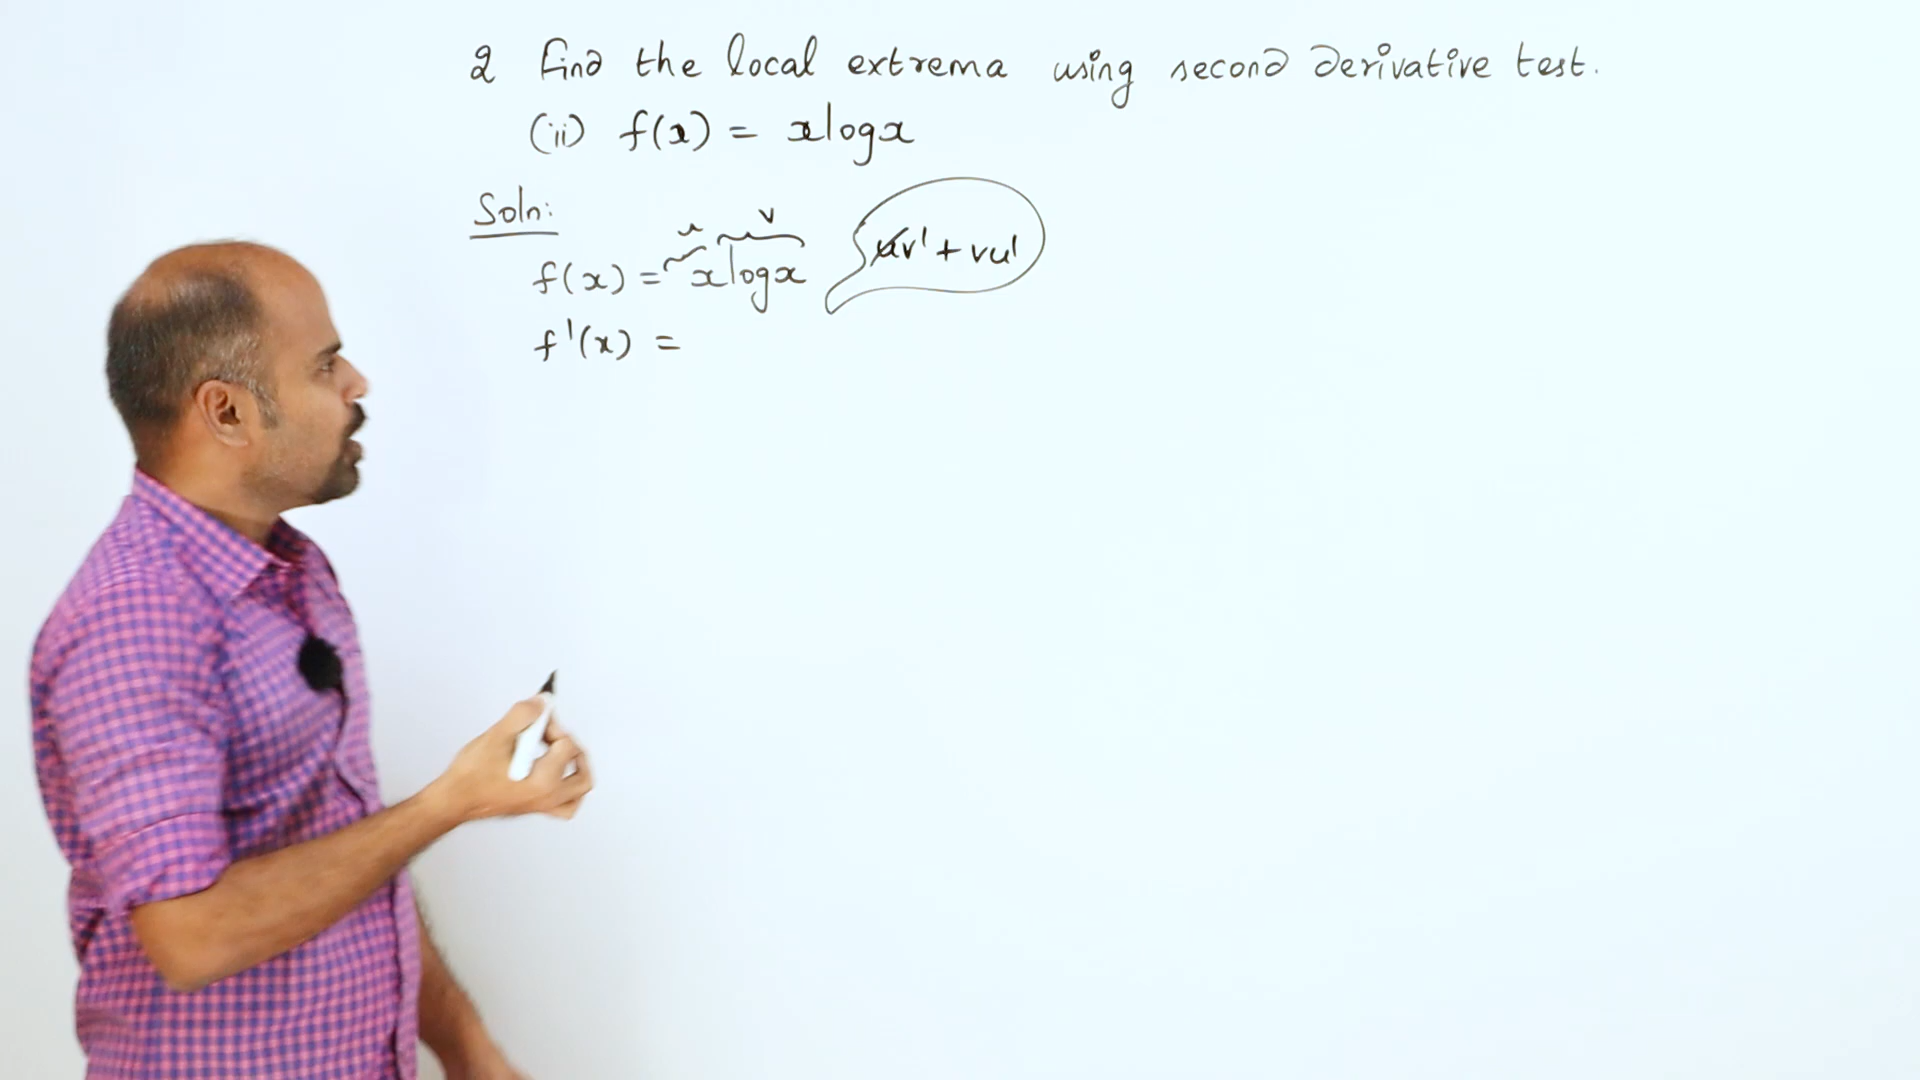 2 Find the local extrema using second derivative test.
(ii) f(x) = xlogx
Soln:
u v
f(x) = xlogx uv' + vu'
f'(x) =